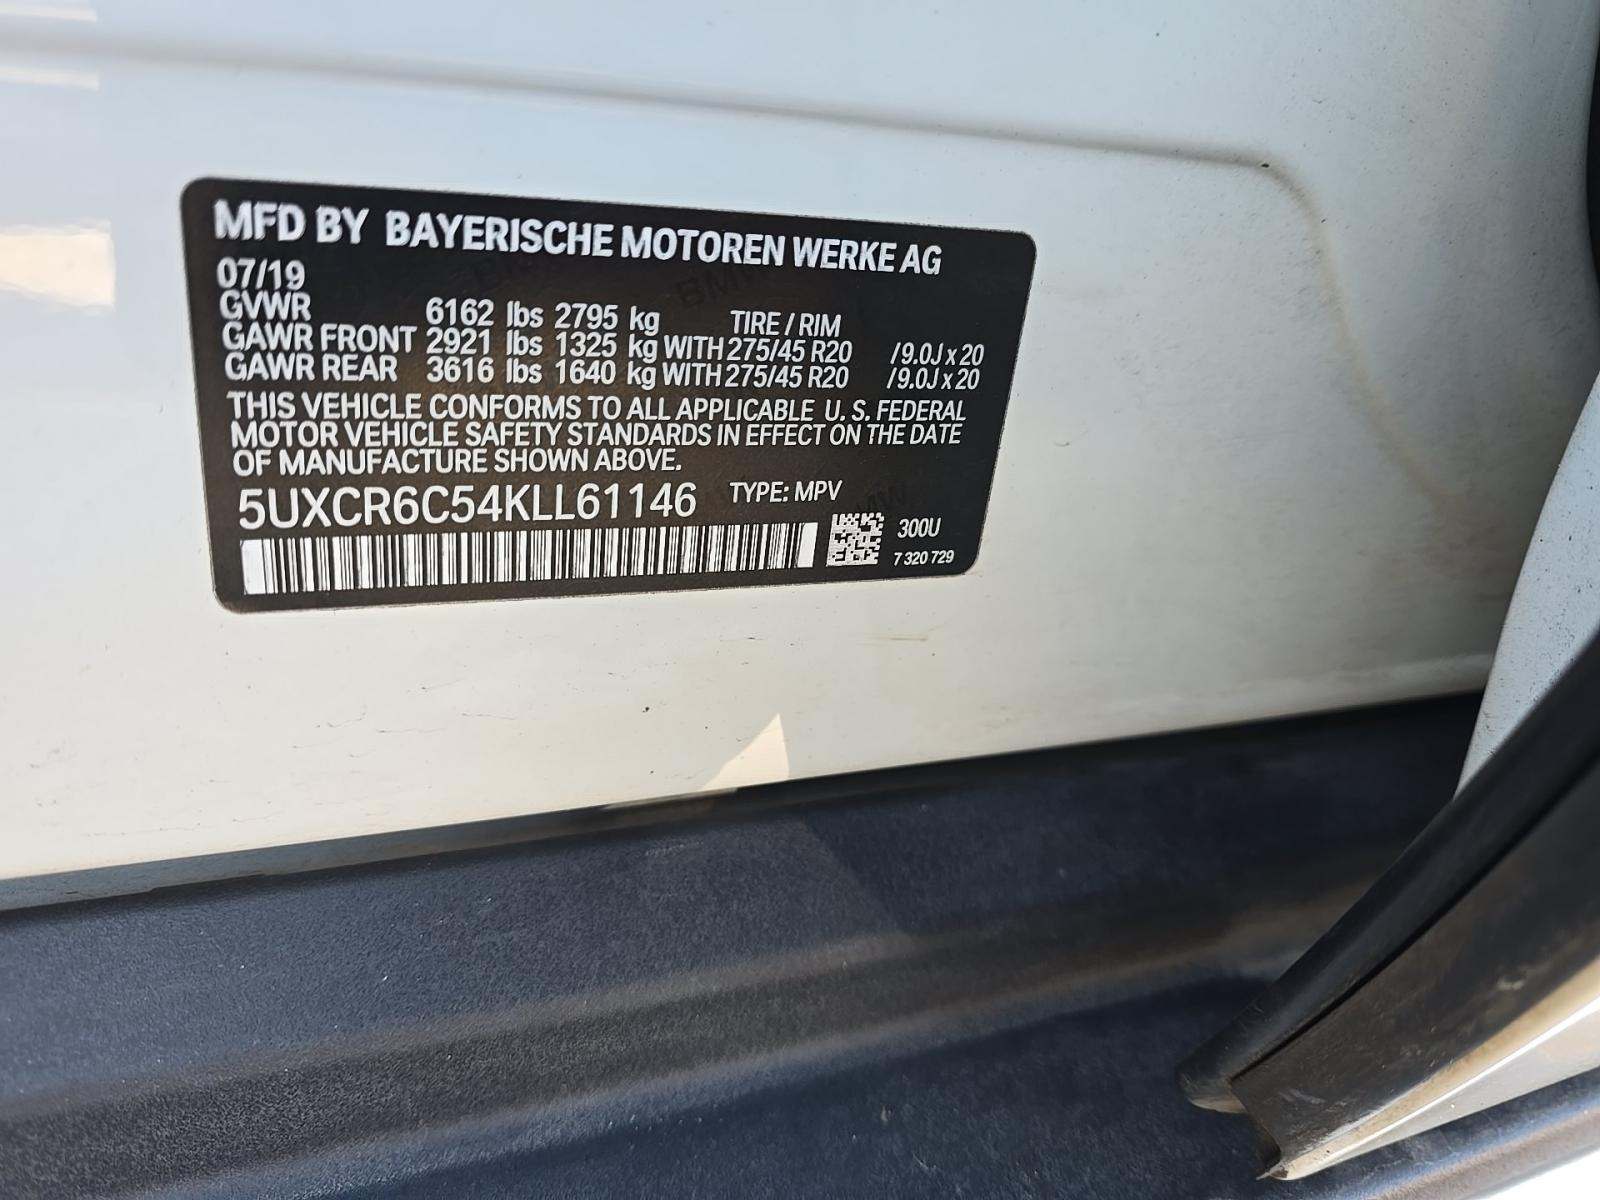 MFD BY BAYERISCHE MOTOREN WERKE AG
07/19
GVWR 6162 lbs 2795 kg TIRE / RIM
GAWR FRONT 2921 lbs 1325 kg WITH 275/45 R20 / 9.0J x 20
GAWR REAR 3616 lbs 1640 kg WITH 275/45 R20 / 9.0J x 20
THIS VEHICLE CONFORMS TO ALL APPLICABLE U. S. FEDERAL
MOTOR VEHICLE SAFETY STANDARDS IN EFFECT ON THE DATE
OF MANUFACTURE SHOWN ABOVE.
5UXCR6C54KLL61146 TYPE: MPV
300U
7 320 729